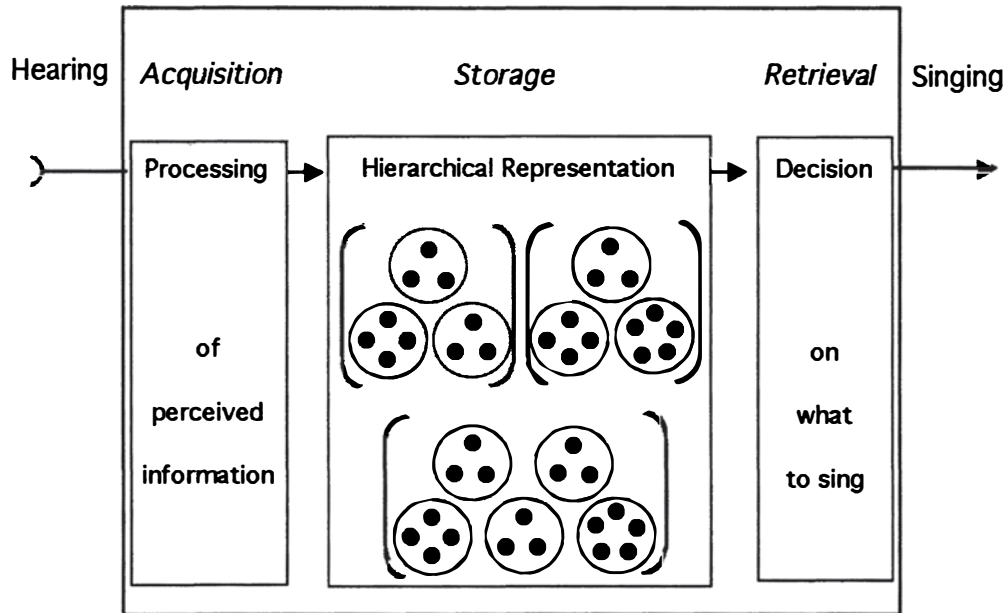 Hearing
Acquisition
Storage
Retrieval
Singing
Processing
of
perceived
information
Hierarchical Representation
Decision
on
what
to sing